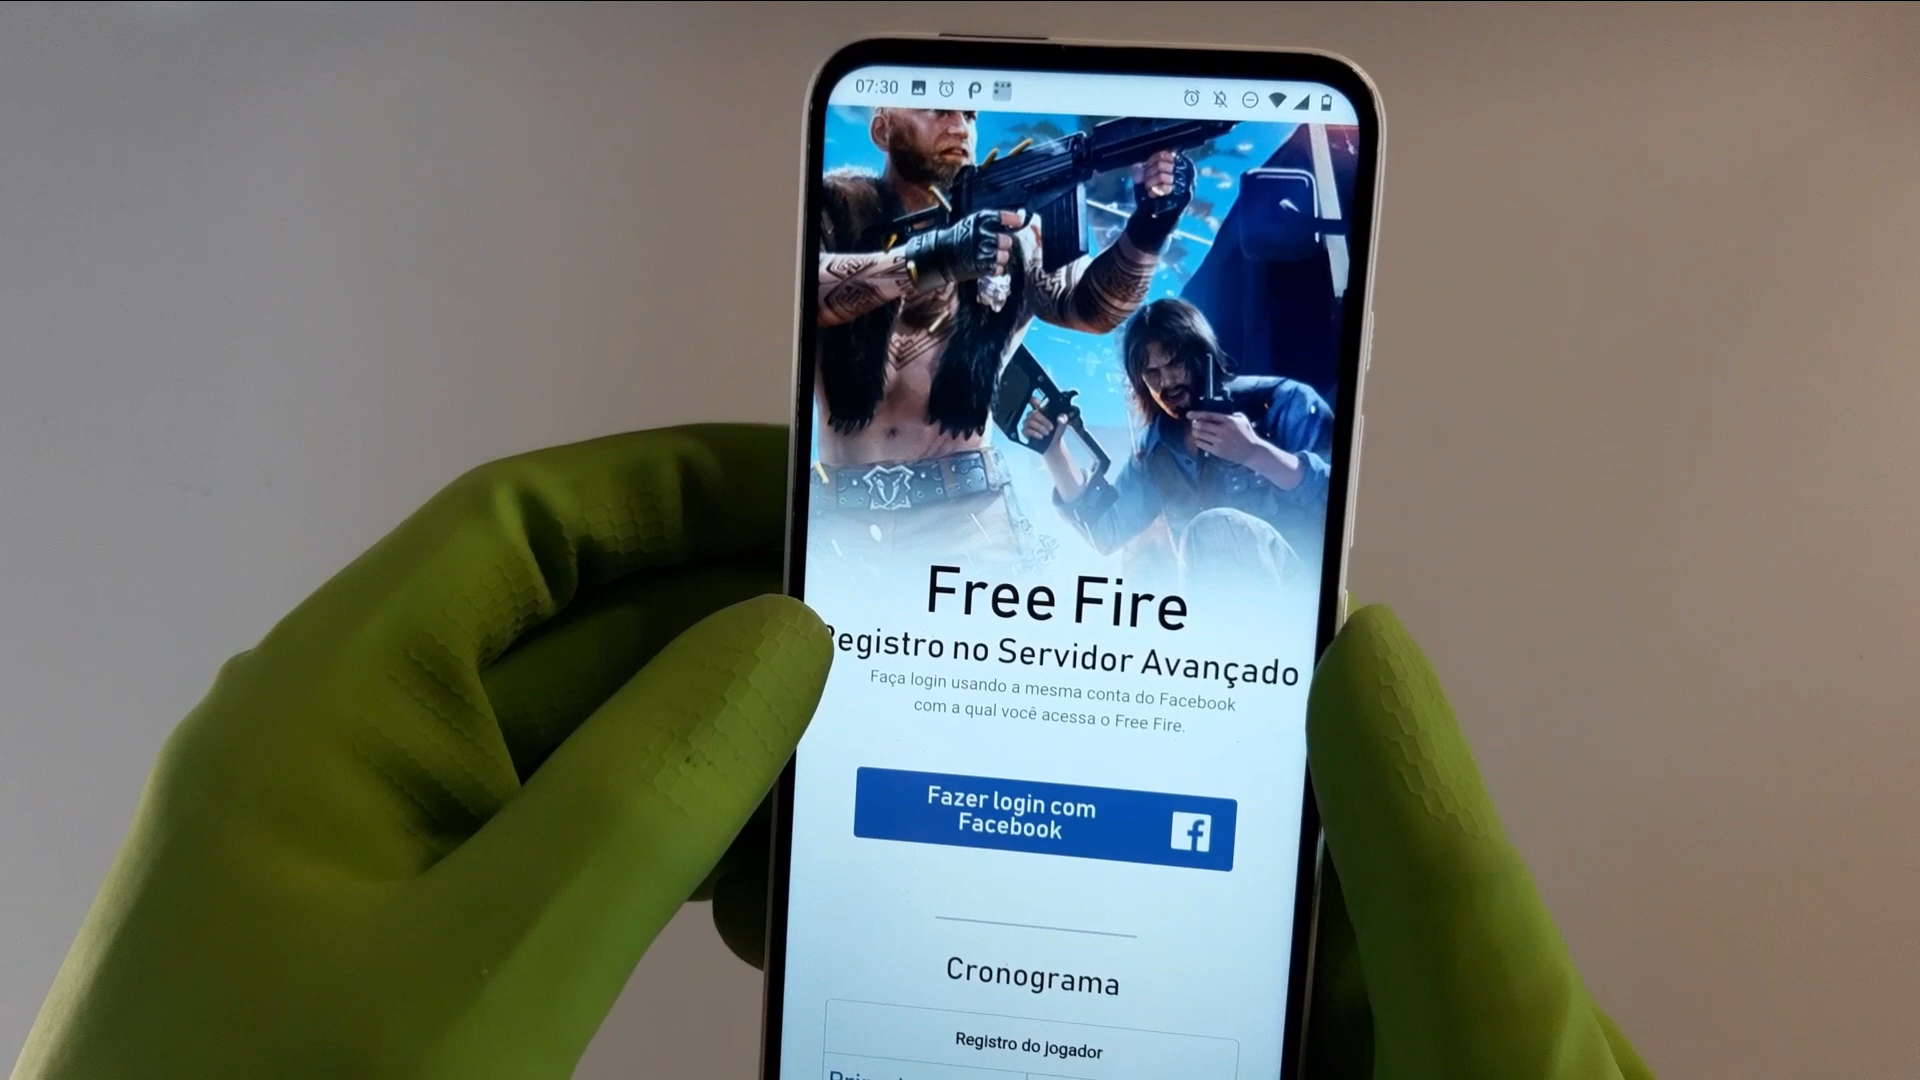 07:30
Free Fire
Registro no Servidor Avançado
Faça login usando a mesma conta do Facebook
com a qual você acessa o Free Fire.
Fazer login com
Facebook
Cronograma
Registro do jogador